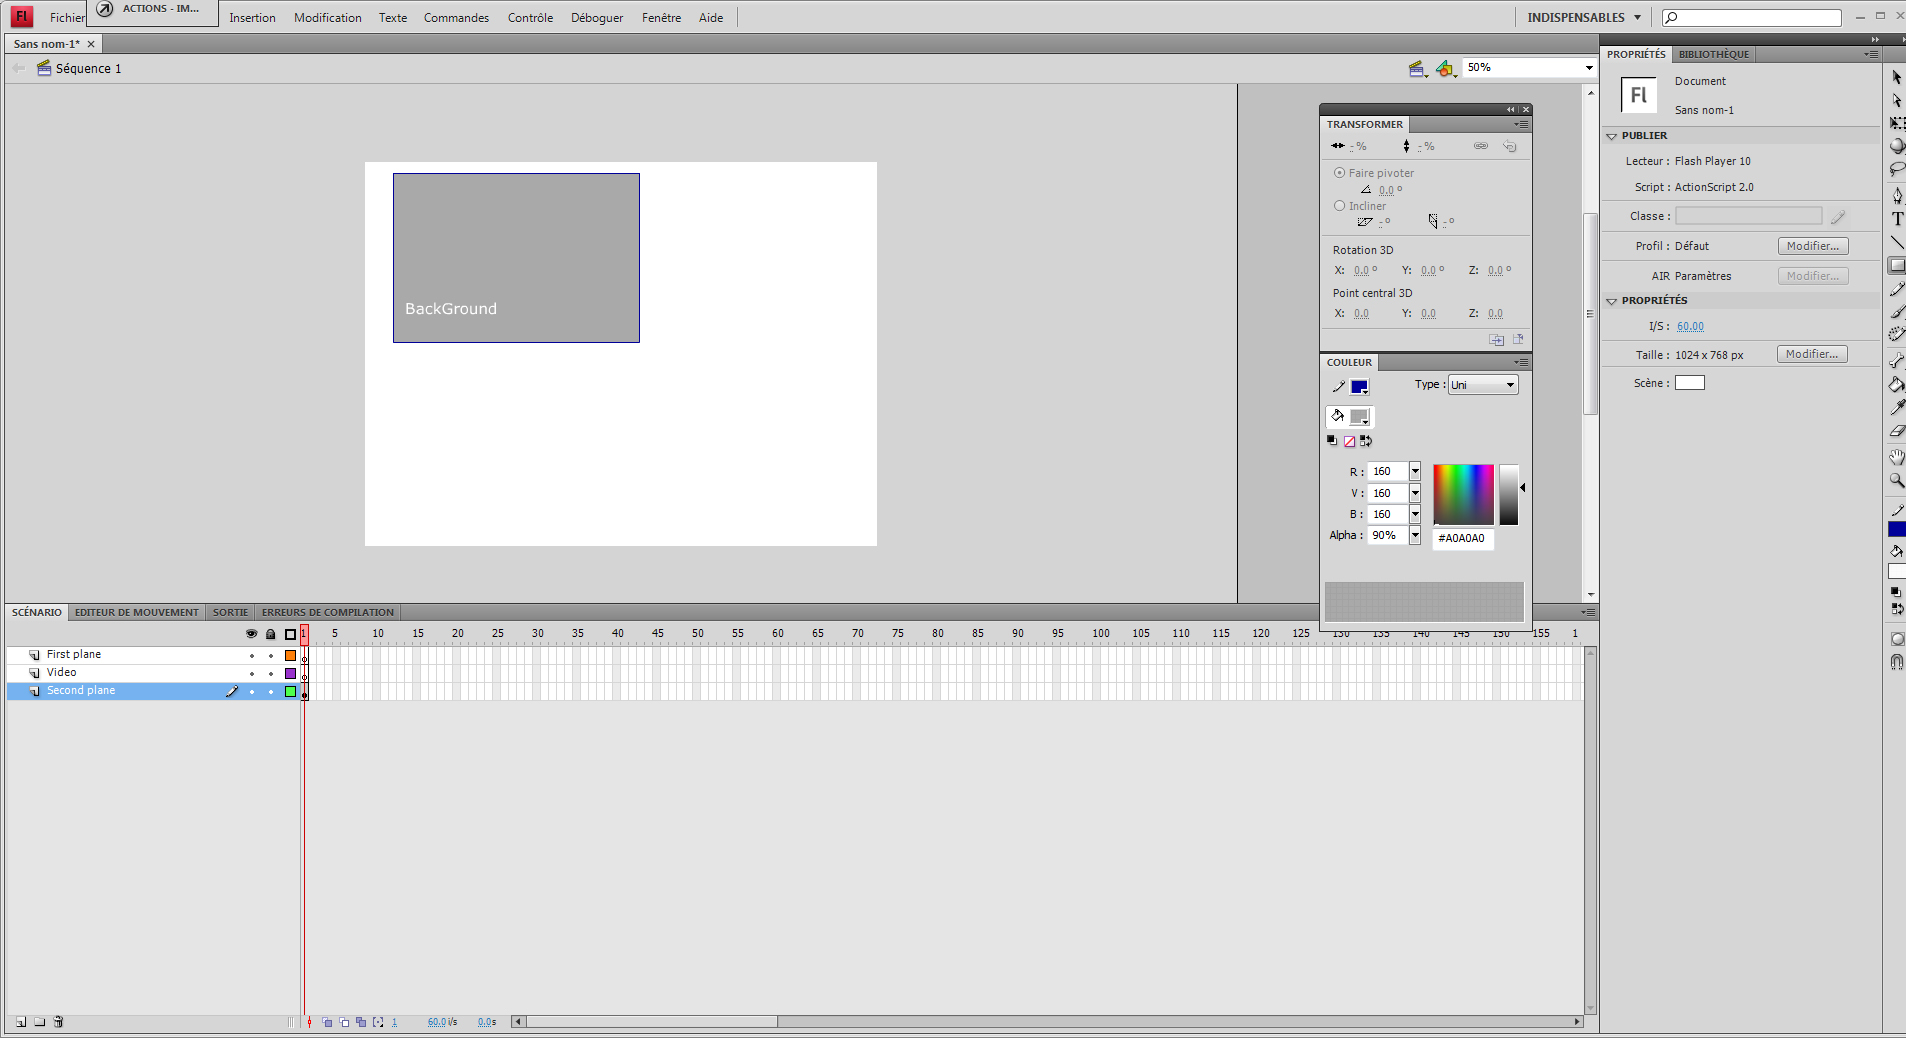 Fl
Fichier
ACTIONS - IM...
Insertion
Modification
Texte
Commandes
Contrôle
Déboguer
Fenêtre
Aide
INDISPENSABLES
Sans nom-1*
Séquence 1
50%
BackGround
TRANSFORMER
- %
- %
Faire pivoter
0.0 °
Incliner
- °
- °
Rotation 3D
X: 0.0 ° Y: 0.0 ° Z: 0.0 °
Point central 3D
X: 0.0 Y: 0.0 Z: 0.0
COULEUR
Type : Uni
R : 160
V : 160
B : 160
Alpha : 90%
#A0A0A0
PROPRIÉTÉS
BIBLIOTHÈQUE
Fl
Document
Sans nom-1
PUBLIER
Lecteur : Flash Player 10
Script : ActionScript 2.0
Classe :
Profil : Défaut Modifier...
AIR Paramètres Modifier...
PROPRIÉTÉS
I/S : 60.00
Taille : 1024 x 768 px Modifier...
Scène :
T
SCÉNARIO
EDITEUR DE MOUVEMENT
SORTIE
ERREURS DE COMPILATION
1 5 10 15 20 25 30 35 40 45 50 55 60 65 70 75 80 85 90 95 100 105 110 115 120 125 130 135 140 145 150 155 1
First plane
Video
Second plane
1 60.0 i/s 0.0s